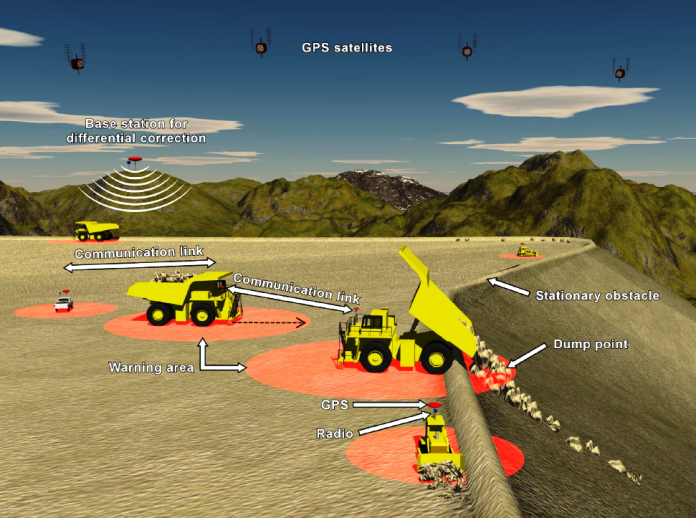 GPS satellites
Base station for
differential correction
Communication link
Communication link
Stationary obstacle
Dump point
Warning area
GPS
Radio